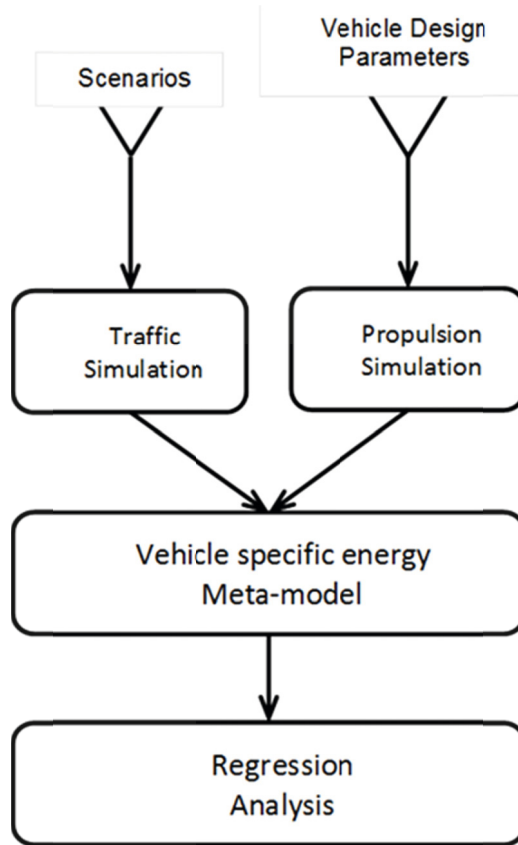 Scenarios
Vehicle Design
Parameters
Traffic
Simulation
Propulsion
Simulation
Vehicle specific energy
Meta-model
Regression
Analysis